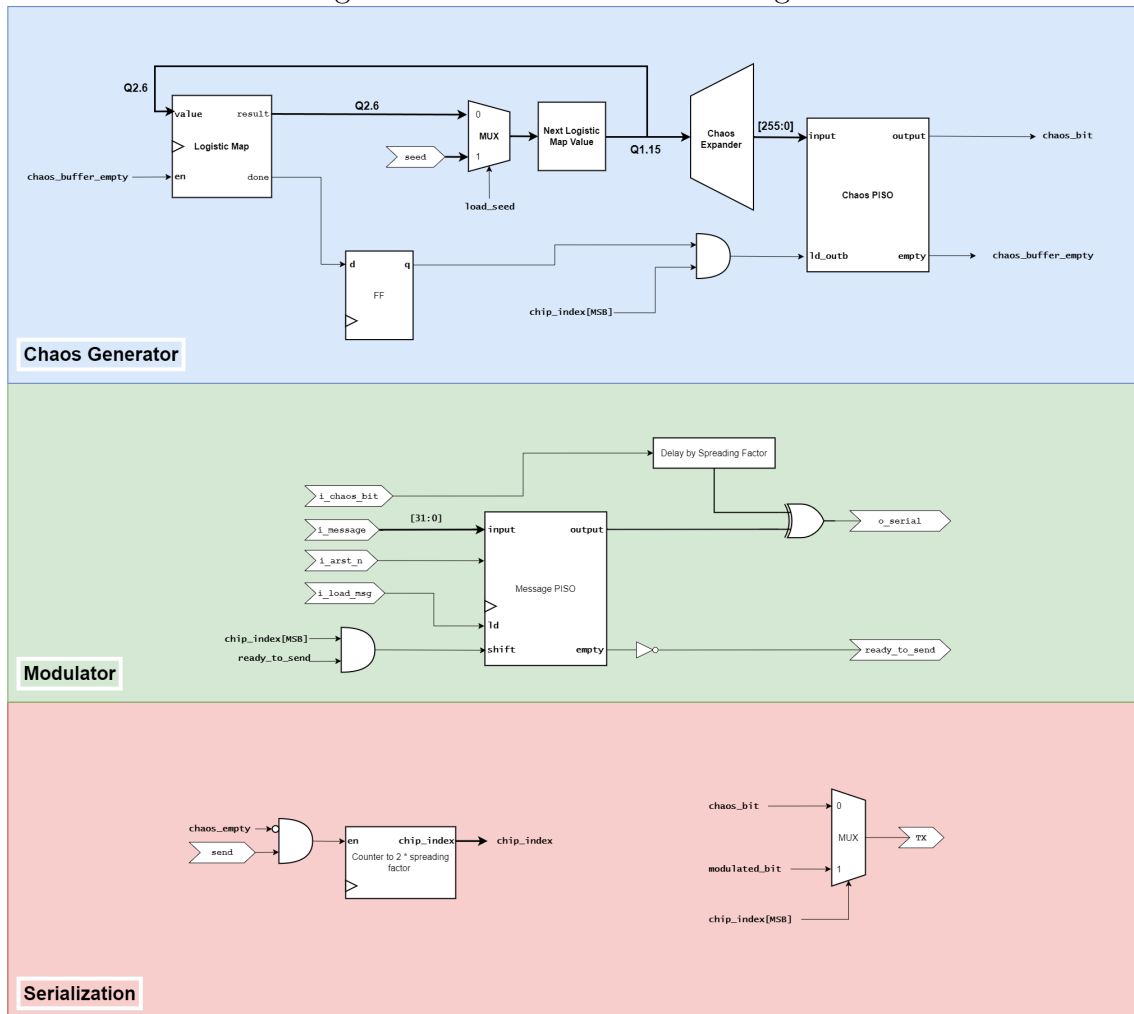 Q2.6
value
result
Logistic Map
en
done
chaos_buffer_empty
Q2.6
seed
0
MUX
1
load_seed
Next Logistic
Map Value
Q1.15
Chaos
Expander
[255:0]
input
output
Chaos PISO
ld_outb
empty
chaos_bit
chaos_buffer_empty
d
q
FF
chip_index[MSB]
Chaos Generator
Delay by Spreading Factor
i_chaos_bit
i_message
[31:0]
i_arst_n
i_load_msg
chip_index[MSB]
ready_to_send
input
output
Message PISO
ld
shift
empty
o_serial
ready_to_send
Modulator
chaos_empty
send
en
chip_index
Counter to 2 * spreading
factor
chip_index
chaos_bit
0
MUX
modulated_bit
1
TX
chip_index[MSB]
Serialization